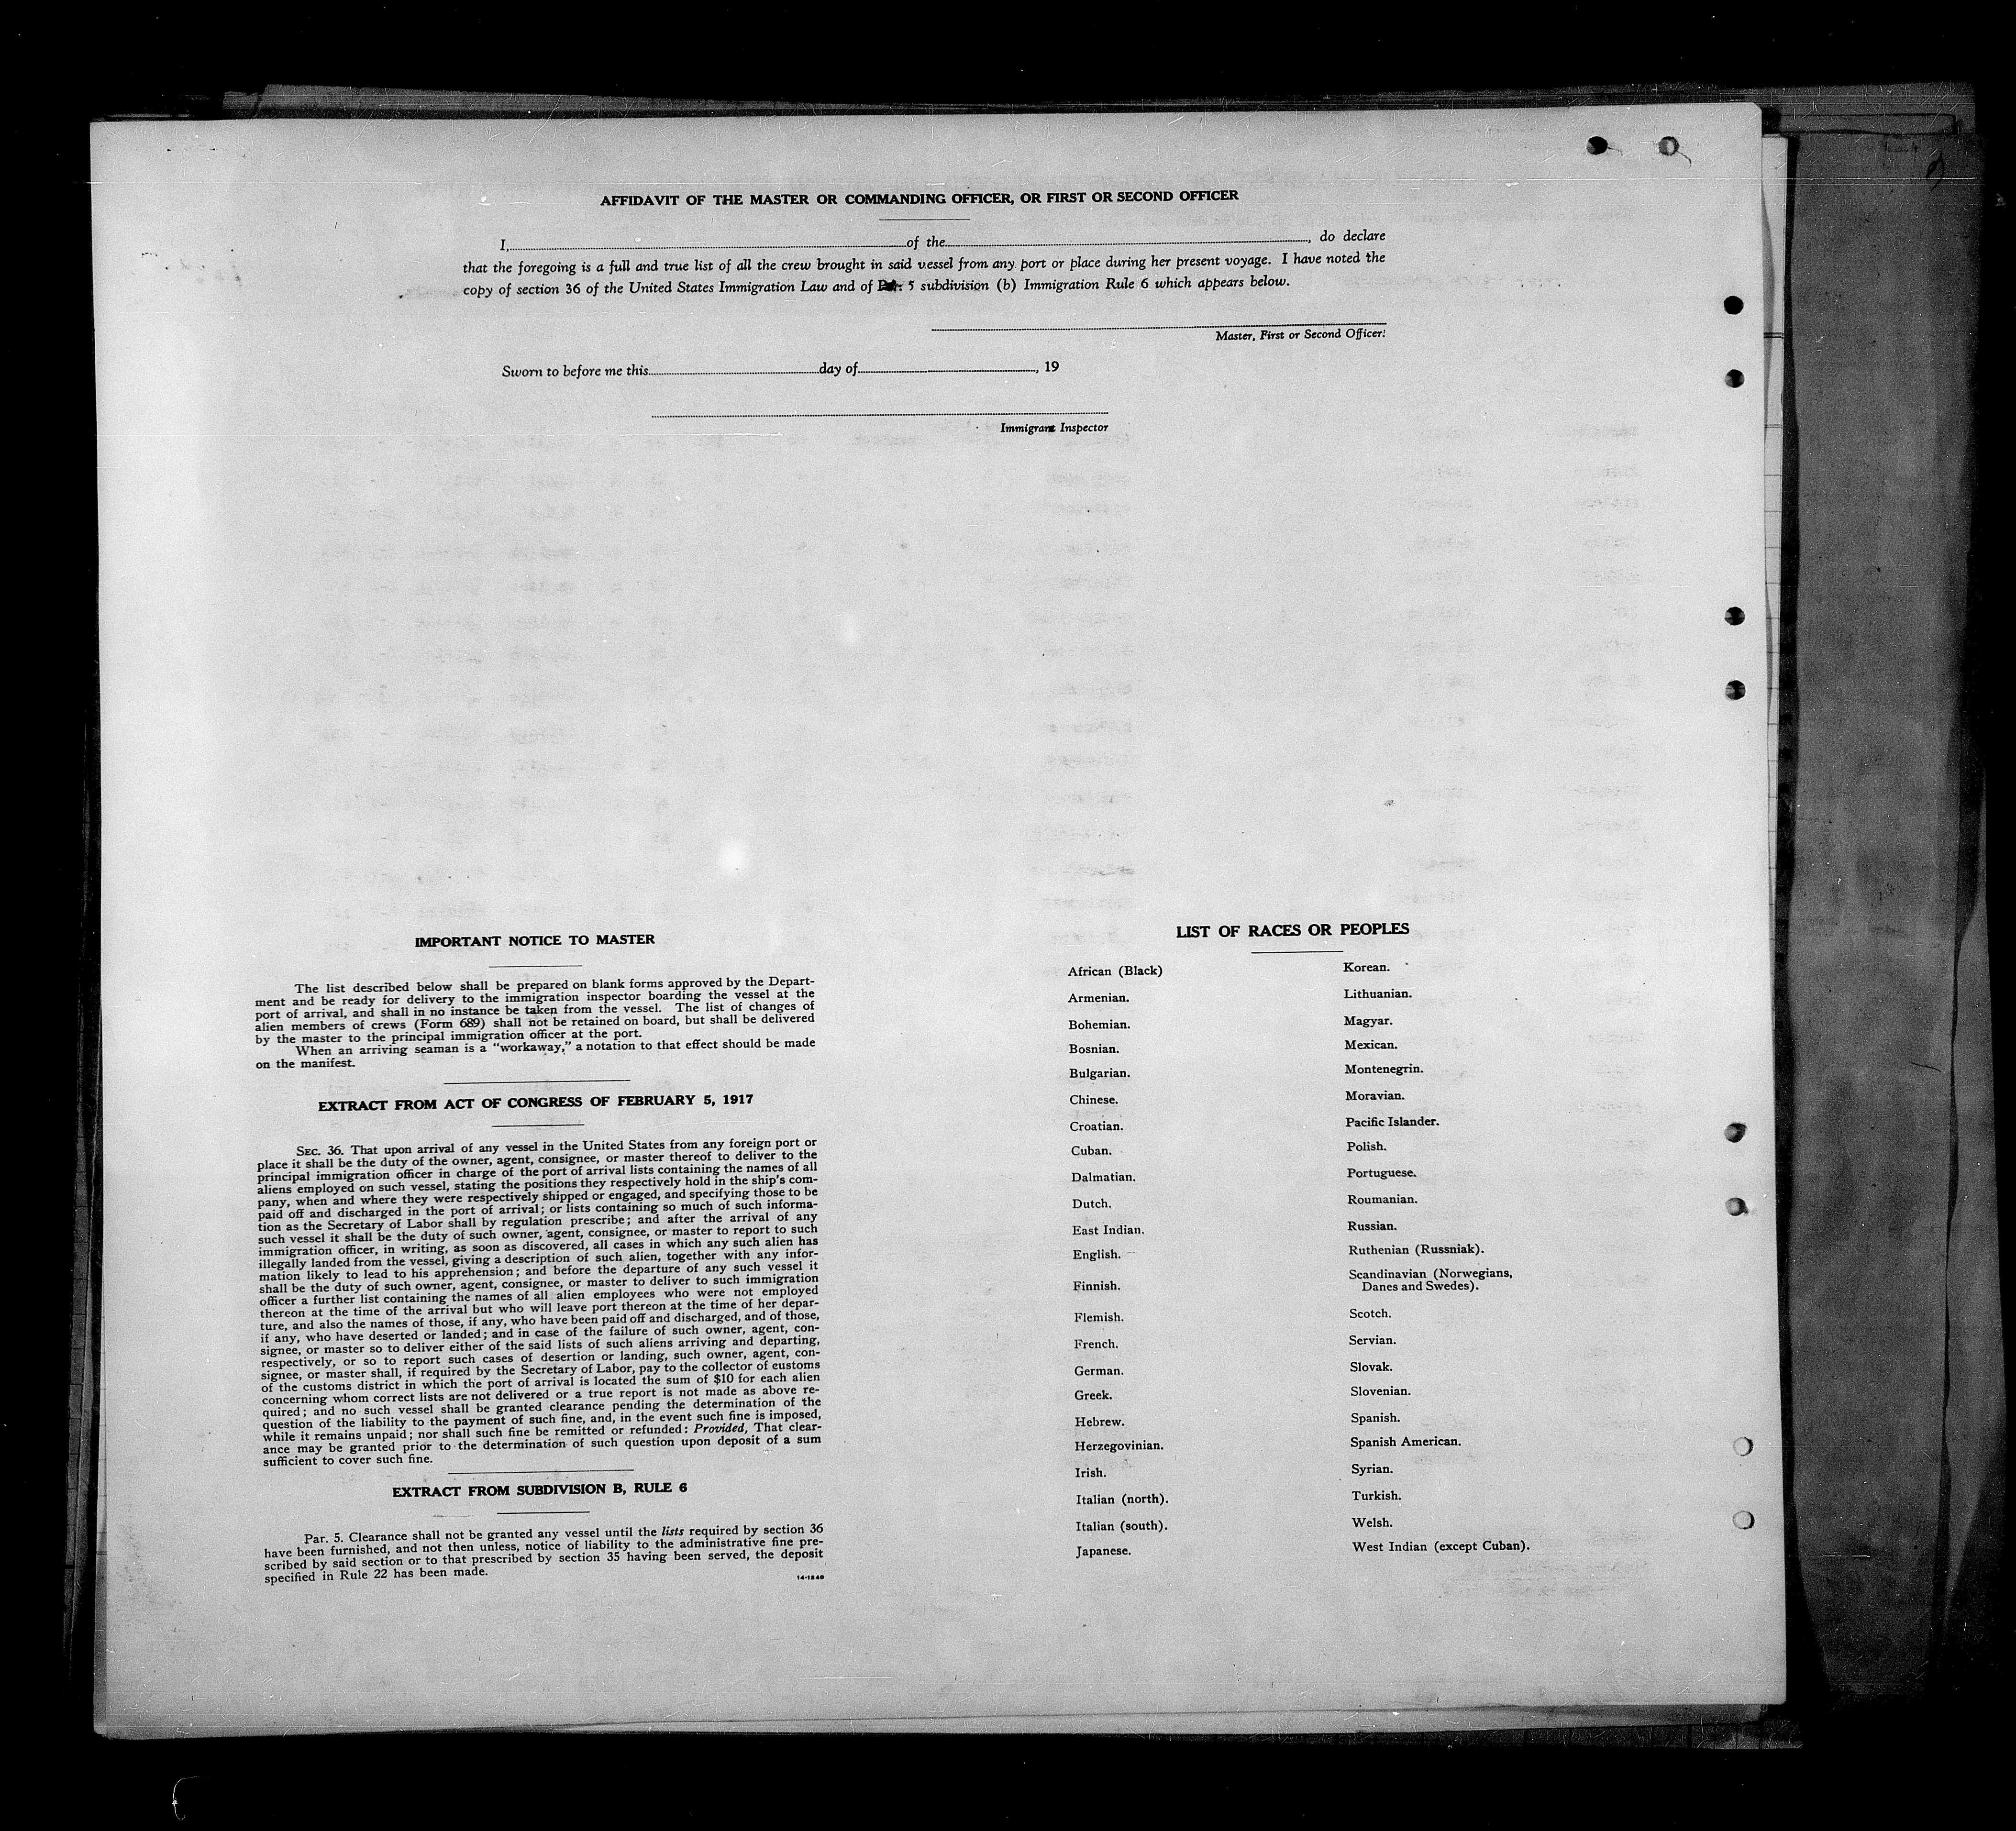 AFFIDAVIT OF THE MASTER OR COMMANDING OFFICER, OR FIRST OR SECOND OFFICER
I, of the , do declare
that the foregoing is a full and true list of all the crew brought in said vessel from any port or place during her present voyage. I have noted the
copy of section 36 of the United States Immigration Law and of 5 subdivision (b) Immigration Rule 6 which appears below.
Master, First or Second Officer.
Sworn to before me this day of , 19
Immigrant Inspector
IMPORTANT NOTICE TO MASTER
The list described below shall be prepared on blank forms approved by the Depart-
ment and be ready for delivery to the immigration inspector boarding the vessel at the
port of arrival, and shall in no instance be taken from the vessel. The list of changes of
alien members of crews (Form 689) shall not be retained on board, but shall be delivered
by the master to the principal immigration officer at the port.
When an arriving seaman is a “workaway,” a notation to that effect should be made
on the manifest.
EXTRACT FROM ACT OF CONGRESS OF FEBRUARY 5, 1917
SEC. 36. That upon arrival of any vessel in the United States from any foreign port or
place it shall be the duty of the owner, agent, consignee, or master thereof to deliver to the
principal immigration officer in charge of the port of arrival lists containing the names of all
aliens employed on such vessel, stating the positions they respectively hold in the ship's com-
pany, when and where they were respectively shipped or engaged, and specifying those to be
paid off and discharged in the port of arrival; or lists containing so much of such informa-
tion as the Secretary of Labor shall by regulation prescribe; and after the arrival of any
such vessel it shall be the duty of such owner, agent, consignee, or master to report to such
immigration officer, in writing, as soon as discovered, all cases in which any such alien has
illegally landed from the vessel, giving a description of such alien, together with any infor-
mation likely to lead to his apprehension; and before the departure of any such vessel it
shall be the duty of such owner, agent, consignee, or master to deliver to such immigration
officer a further list containing the names of all alien employees who were not employed
thereon at the time of the arrival but who will leave port thereon at the time of her depar-
ture, and also the names of those, if any, who have been paid off and discharged, and of those,
if any, who have deserted or landed; and in case of the failure of such owner, agent, con-
signee, or master so to deliver either of the said lists of such aliens arriving and departing,
respectively, or so to report such cases of desertion or landing, such owner, agent, con-
signee, or master shall, if required by the Secretary of Labor, pay to the collector of customs
of the customs district in which the port of arrival is located the sum of $10 for each alien
concerning whom correct lists are not delivered or a true report is not made as above re-
quired; and no such vessel shall be granted clearance pending the determination of the
question of the liability to the payment of such fine, and, in the event such fine is imposed,
while it remains unpaid; nor shall such fine be remitted or refunded: Provided, That clear-
ance may be granted prior to the determination of such question upon deposit of a sum
sufficient to cover such fine.
EXTRACT FROM SUBDIVISION B, RULE 6
Par. 5. Clearance shall not be granted any vessel until the lists required by section 36
have been furnished, and not then unless, notice of liability to the administrative fine pre-
scribed by said section or to that prescribed by section 35 having been served, the deposit
specified in Rule 22 has been made.
14-1240
LIST OF RACES OR PEOPLES
African (Black)
Armenian.
Bohemian.
Bosnian.
Bulgarian.
Chinese.
Croatian.
Cuban.
Dalmatian.
Dutch.
East Indian.
English.
Finnish.
Flemish.
French.
German.
Greek.
Hebrew.
Herzegovinian.
Irish.
Italian (north).
Italian (south).
Japanese.
Korean.
Lithuanian.
Magyar.
Mexican.
Montenegrin.
Moravian.
Pacific Islander.
Polish.
Portuguese.
Roumanian.
Russian.
Ruthenian (Russniak).
Scandinavian (Norwegians,
Danes and Swedes).
Scotch.
Servian.
Slovak.
Slovenian.
Spanish.
Spanish American.
Syrian.
Turkish.
Welsh.
West Indian (except Cuban).